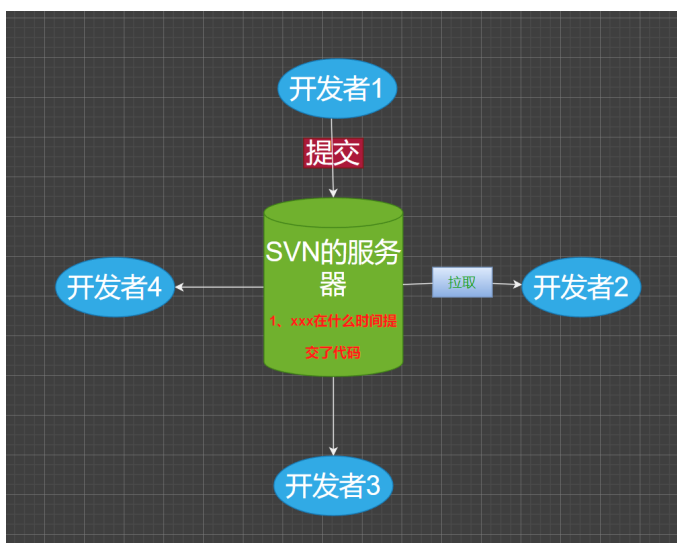 开发者1
提交
SVN的服务
器
1、xxx在什么时间提
交了代码
开发者4
拉取
开发者2
开发者3